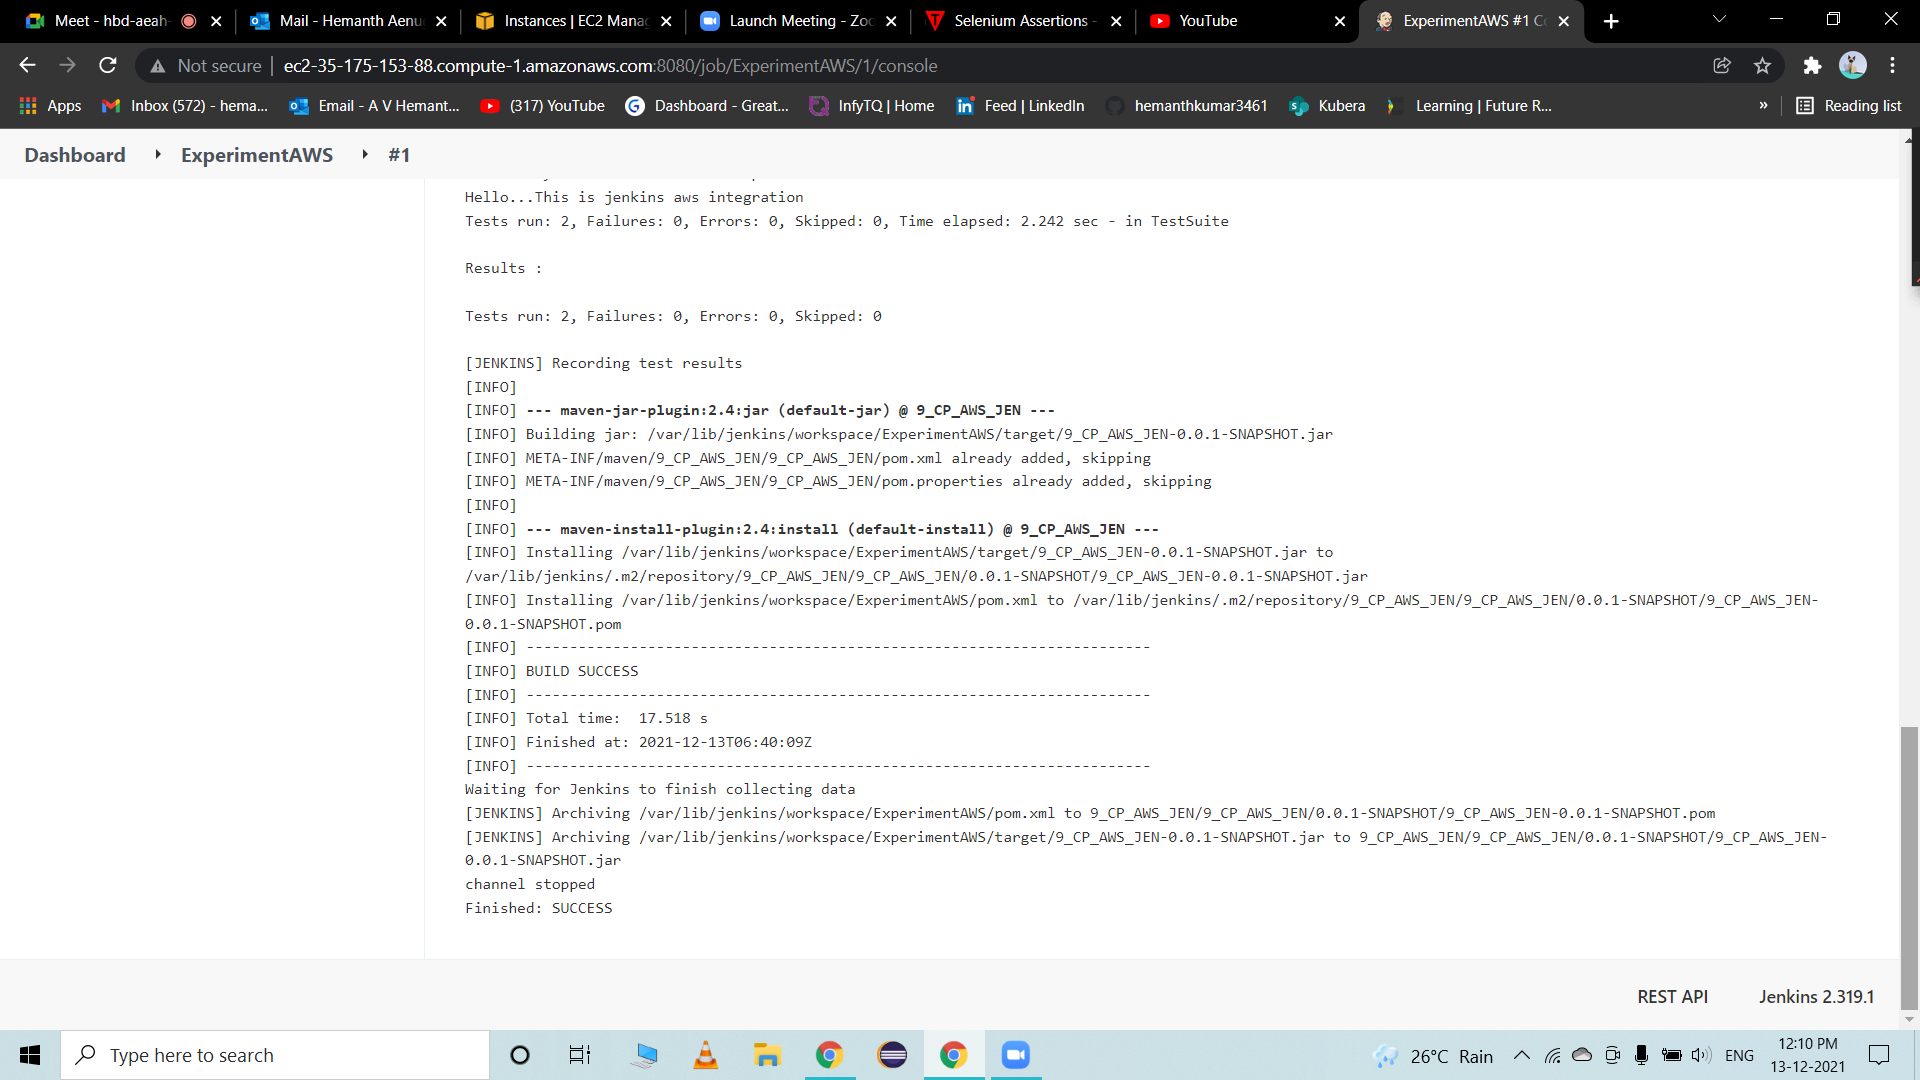 Meet - hbd-aeah-
Mail - Hemanth Aenu
Instances | EC2 Manag
Launch Meeting - Zoo
Selenium Assertions -
YouTube
ExperimentAWS #1 Co
Not secure
ec2-35-175-153-88.compute-1.amazonaws.com:8080/job/ExperimentAWS/1/console
Apps
Inbox (572) - hema...
Email - A V Hemant...
(317) YouTube
Dashboard - Great...
InfyTQ | Home
Feed | LinkedIn
hemanthkumar3461
Kubera
Learning | Future R...
»
Reading list
Dashboard
ExperimentAWS
#1
Hello...This is jenkins aws integration
Tests run: 2, Failures: 0, Errors: 0, Skipped: 0, Time elapsed: 2.242 sec - in TestSuite
Results :
Tests run: 2, Failures: 0, Errors: 0, Skipped: 0
[JENKINS] Recording test results
[INFO]
[INFO] --- maven-jar-plugin:2.4:jar (default-jar) @ 9_CP_AWS_JEN ---
[INFO] Building jar: /var/lib/jenkins/workspace/ExperimentAWS/target/9_CP_AWS_JEN-0.0.1-SNAPSHOT.jar
[INFO] META-INF/maven/9_CP_AWS_JEN/9_CP_AWS_JEN/pom.xml already added, skipping
[INFO] META-INF/maven/9_CP_AWS_JEN/9_CP_AWS_JEN/pom.properties already added, skipping
[INFO]
[INFO] --- maven-install-plugin:2.4:install (default-install) @ 9_CP_AWS_JEN ---
[INFO] Installing /var/lib/jenkins/workspace/ExperimentAWS/target/9_CP_AWS_JEN-0.0.1-SNAPSHOT.jar to
/var/lib/jenkins/.m2/repository/9_CP_AWS_JEN/9_CP_AWS_JEN/0.0.1-SNAPSHOT/9_CP_AWS_JEN-0.0.1-SNAPSHOT.jar
[INFO] Installing /var/lib/jenkins/workspace/ExperimentAWS/pom.xml to /var/lib/jenkins/.m2/repository/9_CP_AWS_JEN/9_CP_AWS_JEN/0.0.1-SNAPSHOT/9_CP_AWS_JEN-
0.0.1-SNAPSHOT.pom
[INFO] ------------------------------------------------------------------------
[INFO] BUILD SUCCESS
[INFO] ------------------------------------------------------------------------
[INFO] Total time:  17.518 s
[INFO] Finished at: 2021-12-13T06:40:09Z
[INFO] ------------------------------------------------------------------------
Waiting for Jenkins to finish collecting data
[JENKINS] Archiving /var/lib/jenkins/workspace/ExperimentAWS/pom.xml to 9_CP_AWS_JEN/9_CP_AWS_JEN/0.0.1-SNAPSHOT/9_CP_AWS_JEN-0.0.1-SNAPSHOT.pom
[JENKINS] Archiving /var/lib/jenkins/workspace/ExperimentAWS/target/9_CP_AWS_JEN-0.0.1-SNAPSHOT.jar to 9_CP_AWS_JEN/9_CP_AWS_JEN/0.0.1-SNAPSHOT/9_CP_AWS_JEN-
0.0.1-SNAPSHOT.jar
channel stopped
Finished: SUCCESS
REST API
Jenkins 2.319.1
Type here to search
26°C Rain
ENG
12:10 PM
13-12-2021